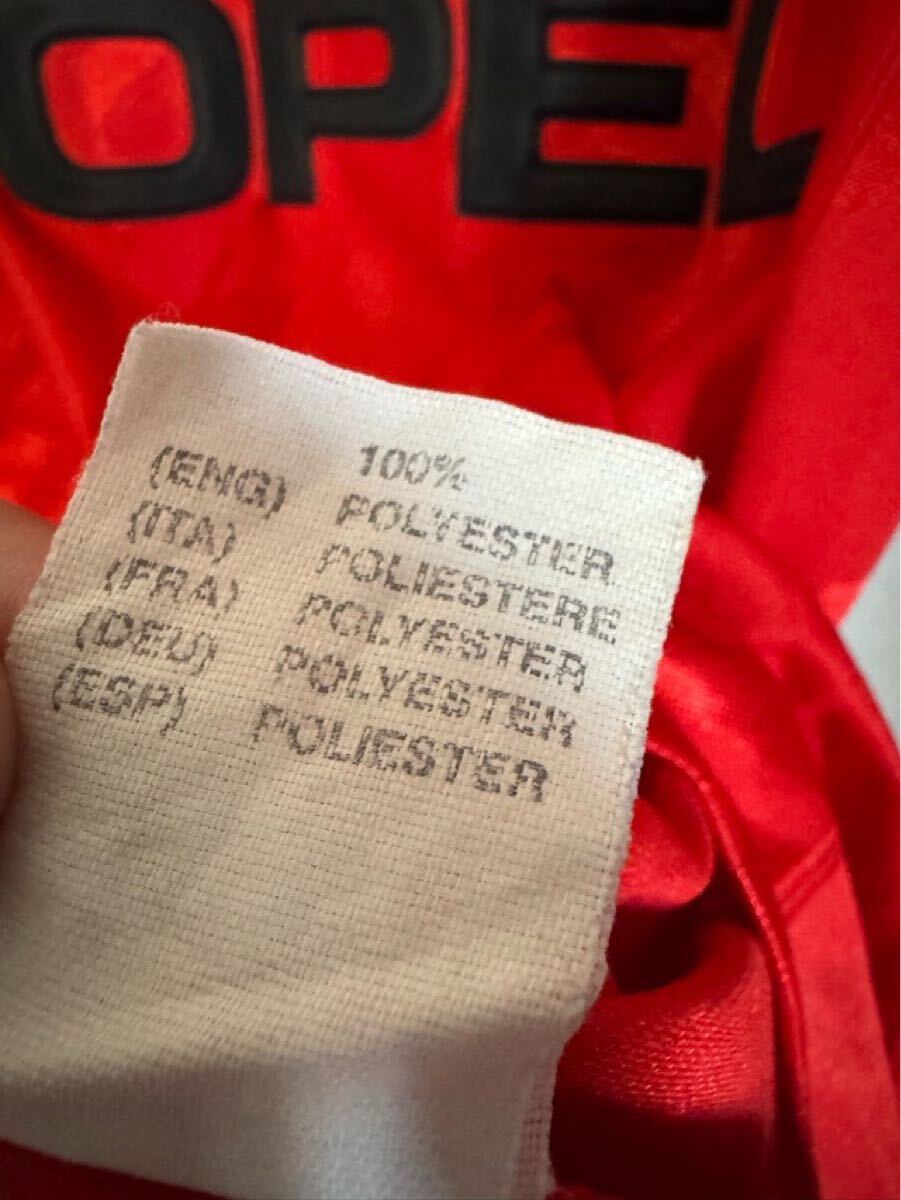 OPEL
100%
(ENG) POLYESTER
(ITA) POLIESTERE
(FRA) POLYESTER
(DEU) POLYESTER
(ESP) POLIESTER